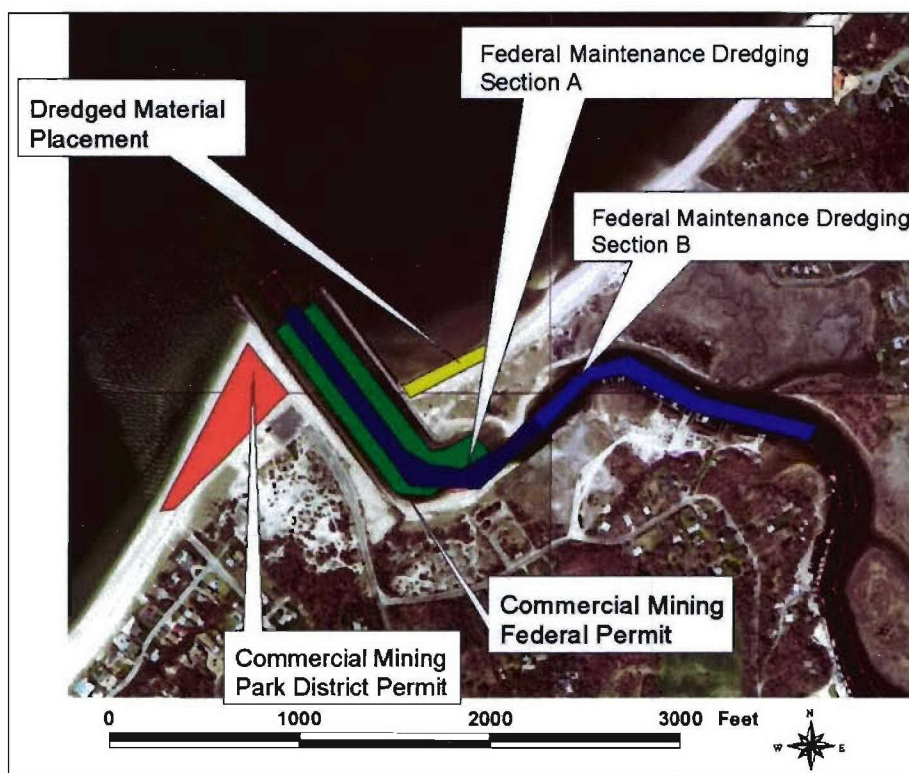 Federal Maintenance Dredging
Section A
Dredged Material
Placement
Federal Maintenance Dredging
Section B
Commercial Mining
Federal Permit
Commercial Mining
Park District Permit
0 1000 2000 3000 Feet
N
W E
S